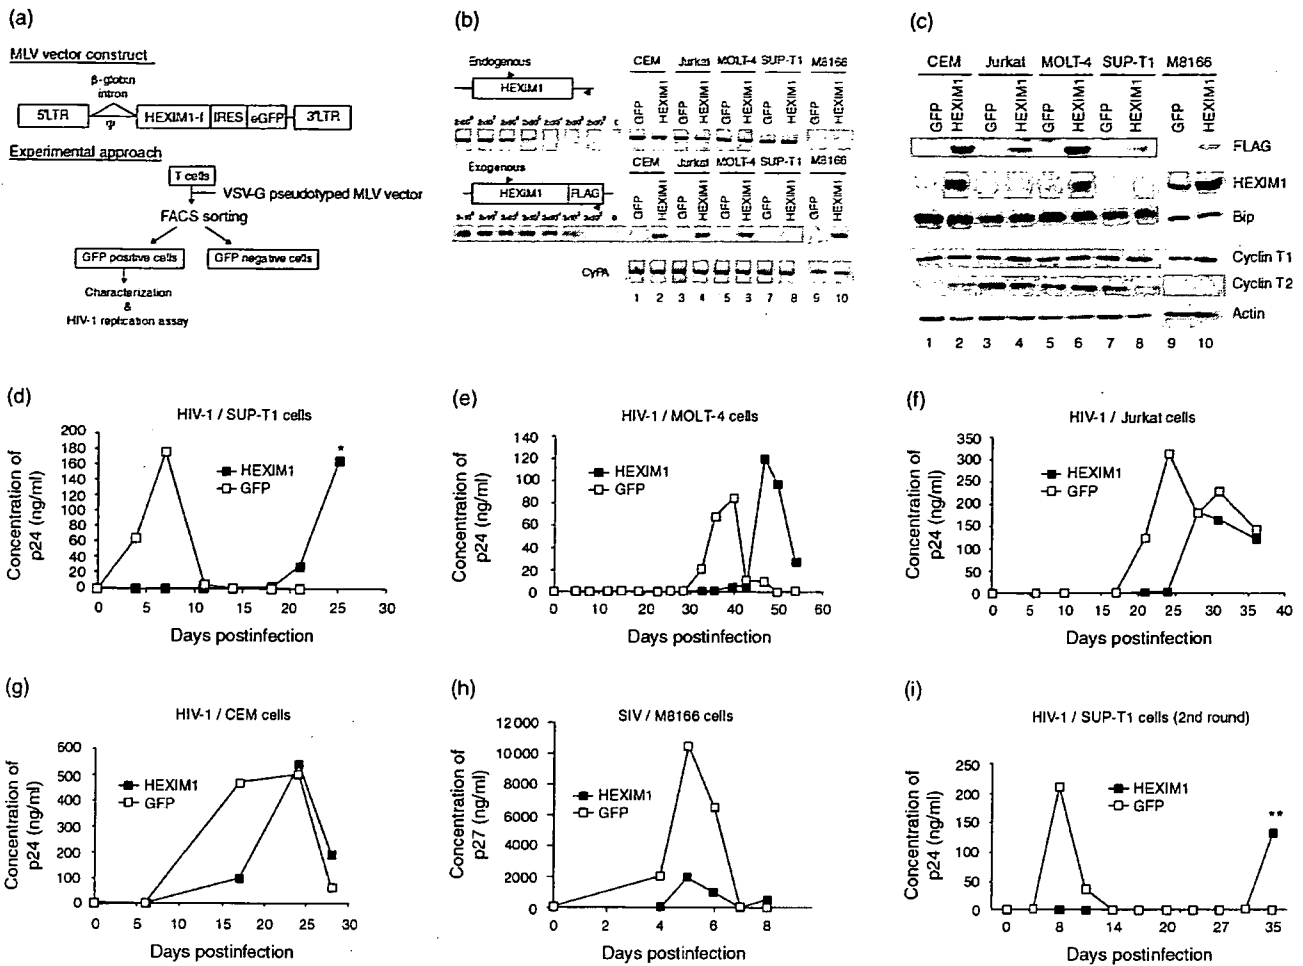 (a)
MLV vector construct
β-globin
intron
5'LTR
Ψ
HEXIM1-f
IRES
eGFP
3'LTR
Experimental approach
T cells
VSV-G pseudotyped MLV vector
FACS sorting
GFP positive cells
GFP negative cells
Characterization
&
HIV-1 replication assay
(b)
Endogenous
HEXIM1
CEM Jurkat MOLT-4 SUP-T1 M8166
GFP HEXIM1 GFP HEXIM1 GFP HEXIM1 GFP HEXIM1 GFP HEXIM1
Exogenous
HEXIM1 FLAG
CEM Jurkat MOLT-4 SUP-T1 M8166
GFP HEXIM1 GFP HEXIM1 GFP HEXIM1 GFP HEXIM1 GFP HEXIM1
CyPA
1 2 3 4 5 6 7 8 9 10
(c)
CEM Jurkat MOLT-4 SUP-T1 M8166
GFP HEXIM1 GFP HEXIM1 GFP HEXIM1 GFP HEXIM1 GFP HEXIM1
FLAG
HEXIM1
Bip
Cyclin T1
Cyclin T2
Actin
1 2 3 4 5 6 7 8 9 10
(d)
HIV-1 / SUP-T1 cells
Concentration of
p24 (ng/ml)
200
180
160
140
120
100
80
60
40
20
0
HEXIM1
GFP
*
0 5 10 15 20 25 30
Days postinfection
(e)
HIV-1 / MOLT-4 cells
Concentration of
p24 (ng/ml)
140
120
100
80
60
40
20
0
HEXIM1
GFP
0 10 20 30 40 50 60
Days postinfection
(f)
HIV-1 / Jurkat cells
Concentration of
p24 (ng/ml)
350
300
250
200
150
100
50
0
HEXIM1
GFP
0 5 10 15 20 25 30 35 40
Days postinfection
(g)
HIV-1 / CEM cells
Concentration of
p24 (ng/ml)
600
500
400
300
200
100
0
HEXIM1
GFP
0 5 10 15 20 25 30
Days postinfection
(h)
SIV / M8166 cells
Concentration of
p27 (ng/ml)
12000
10000
8000
6000
4000
2000
0
HEXIM1
GFP
0 2 4 6 8
Days postinfection
(i)
HIV-1 / SUP-T1 cells (2nd round)
Concentration of
p24 (ng/ml)
250
200
150
100
50
0
HEXIM1
GFP
**
0 4 8 14 20 27 35
Days postinfection